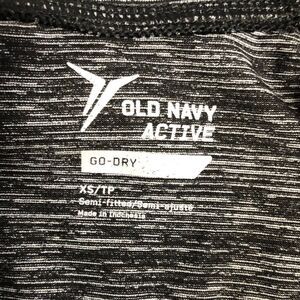 OLD NAVY
ACTIVE
GO-DRY
XS/TP
Semi-fitted/Semi-ajusté
Made in Indonesia